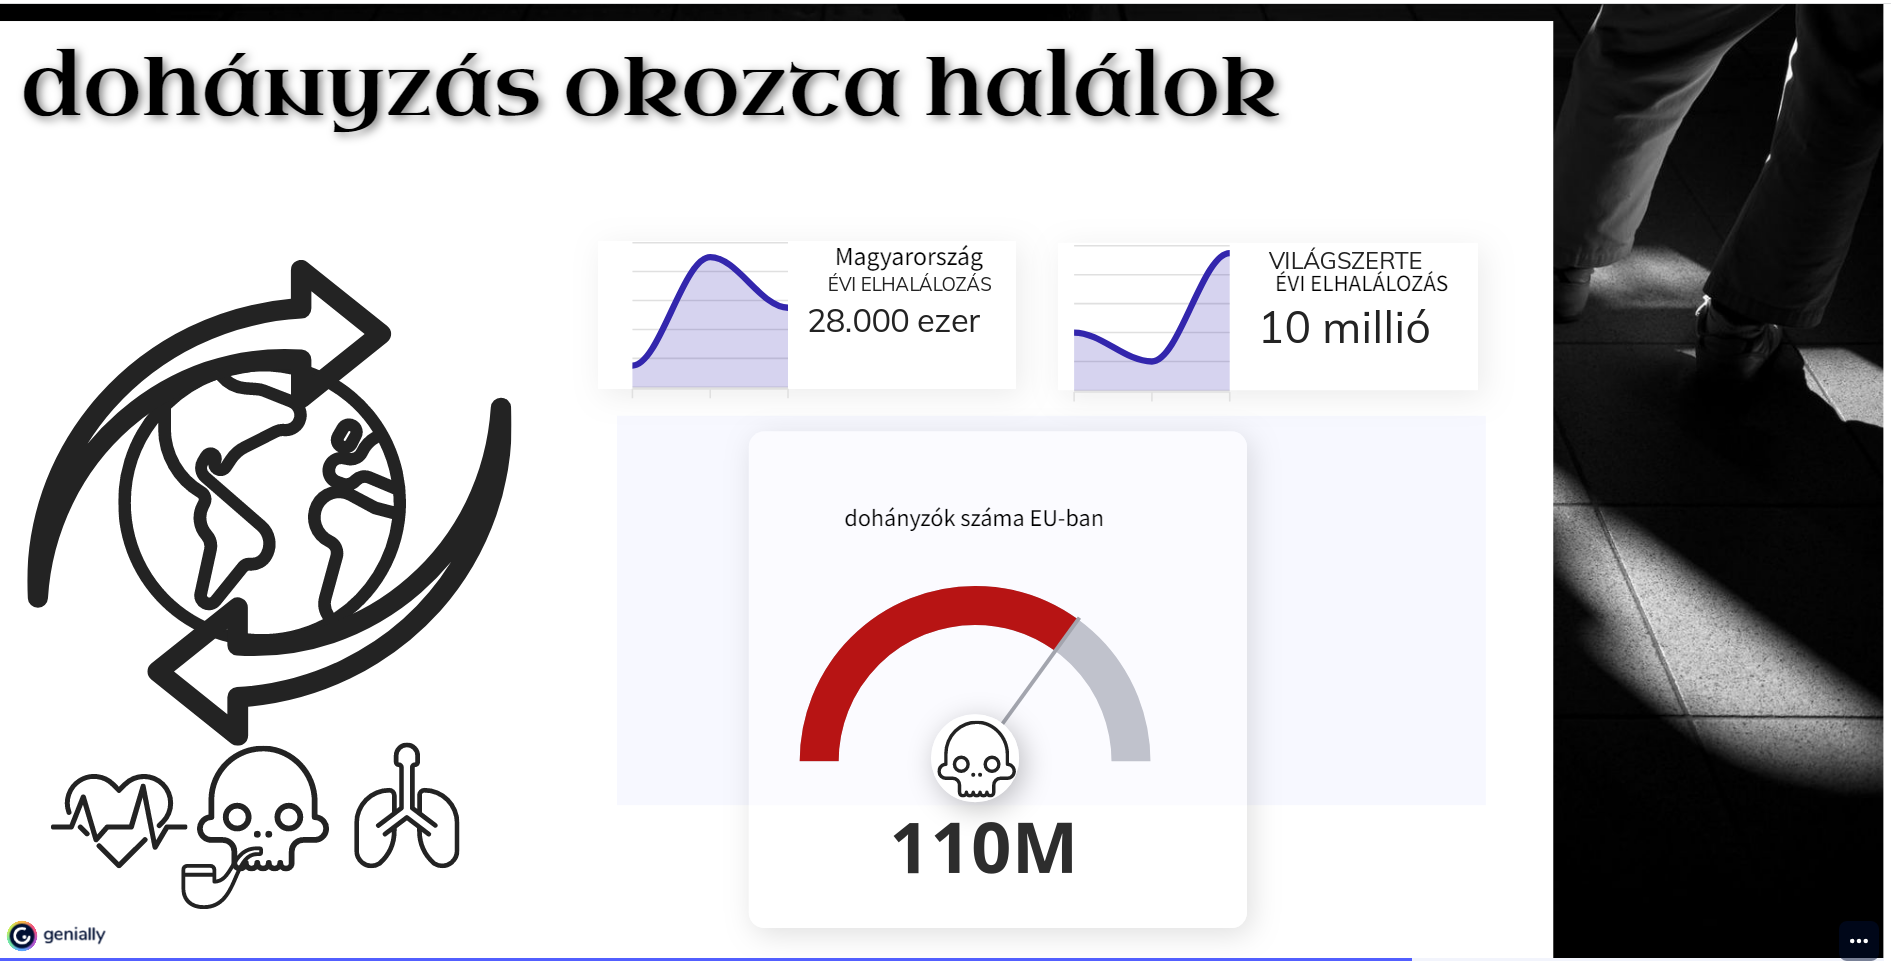 dohányzás okozta halálok
Magyarország
ÉVI ELHALÁLOZÁS
28.000 ezer
VILÁGSZERTE
ÉVI ELHALÁLOZÁS
10 millió
dohányzók száma EU-ban
110M
genially